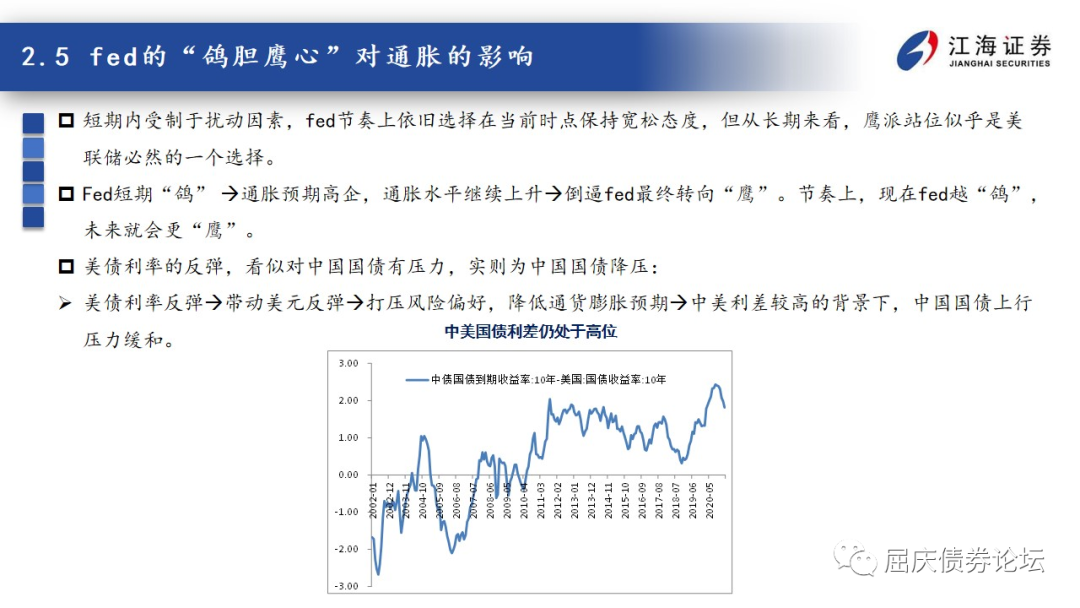 2.5 fed的“鸽胆鹰心”对通胀的影响
江海证券
JIANGHAI SECURITIES
短期内受制于扰动因素，fed节奏上依旧选择在当前时点保持宽松态度，但从长期来看，鹰派站位似乎是美
联储必然的一个选择。
Fed短期“鸽” →通胀预期高企，通胀水平继续上升→倒逼fed最终转向“鹰”。节奏上，现在fed越“鸽”，
未来就会更“鹰”。
美债利率的反弹，看似对中国国债有压力，实则为中国国债降压：
美债利率反弹→带动美元反弹→打压风险偏好，降低通货膨胀预期→中美利差较高的背景下，中国国债上行
压力缓和。
中美国债利差仍处于高位
中债国债到期收益率:10年-美国:国债收益率:10年
3.00
2.00
1.00
0.00
-1.00
-2.00
-3.00
2002-01
2002-12
2003-11
2004-10
2005-09
2006-08
2007-07
2008-06
2009-05
2010-04
2011-03
2012-02
2013-01
2013-12
2014-11
2015-10
2016-09
2017-08
2018-07
2019-06
2020-05
屈庆债券论坛